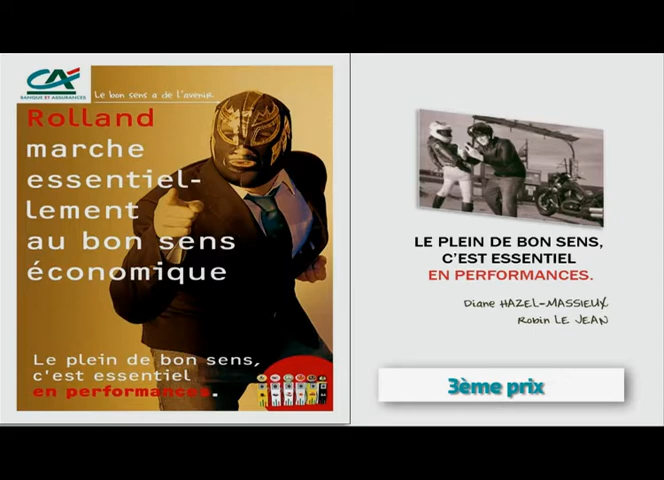 CA
BANQUE ET ASSURANCES
Le bon sens a de l'avenir
Rolland
marche
essentiel-
lement
au bon sens
économique
Le plein de bon sens,
c'est essentiel
en performances.
LE PLEIN DE BON SENS,
C'EST ESSENTIEL
EN PERFORMANCES.
Diane HAZEL-MASSIEUX
Robin LE JEAN
3ème prix